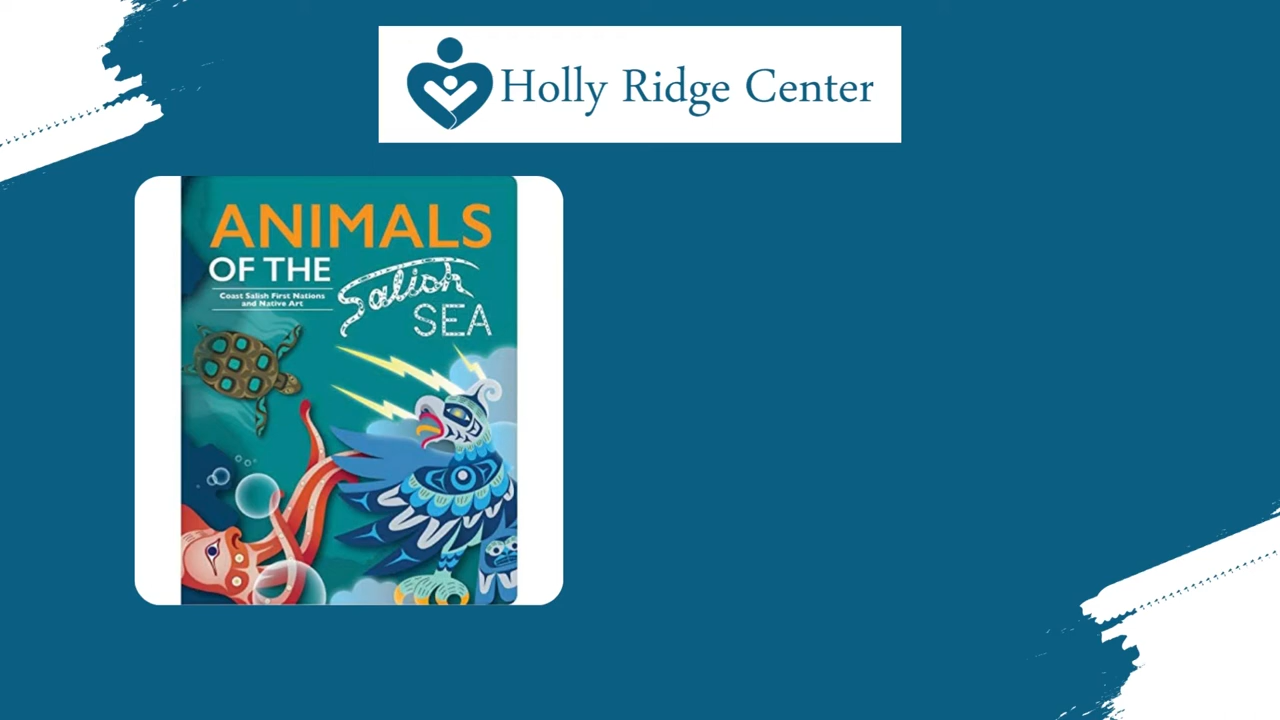 Holly Ridge Center
ANIMALS
OF THE
Salish
SEA
Coast Salish First Nations
and Native Art